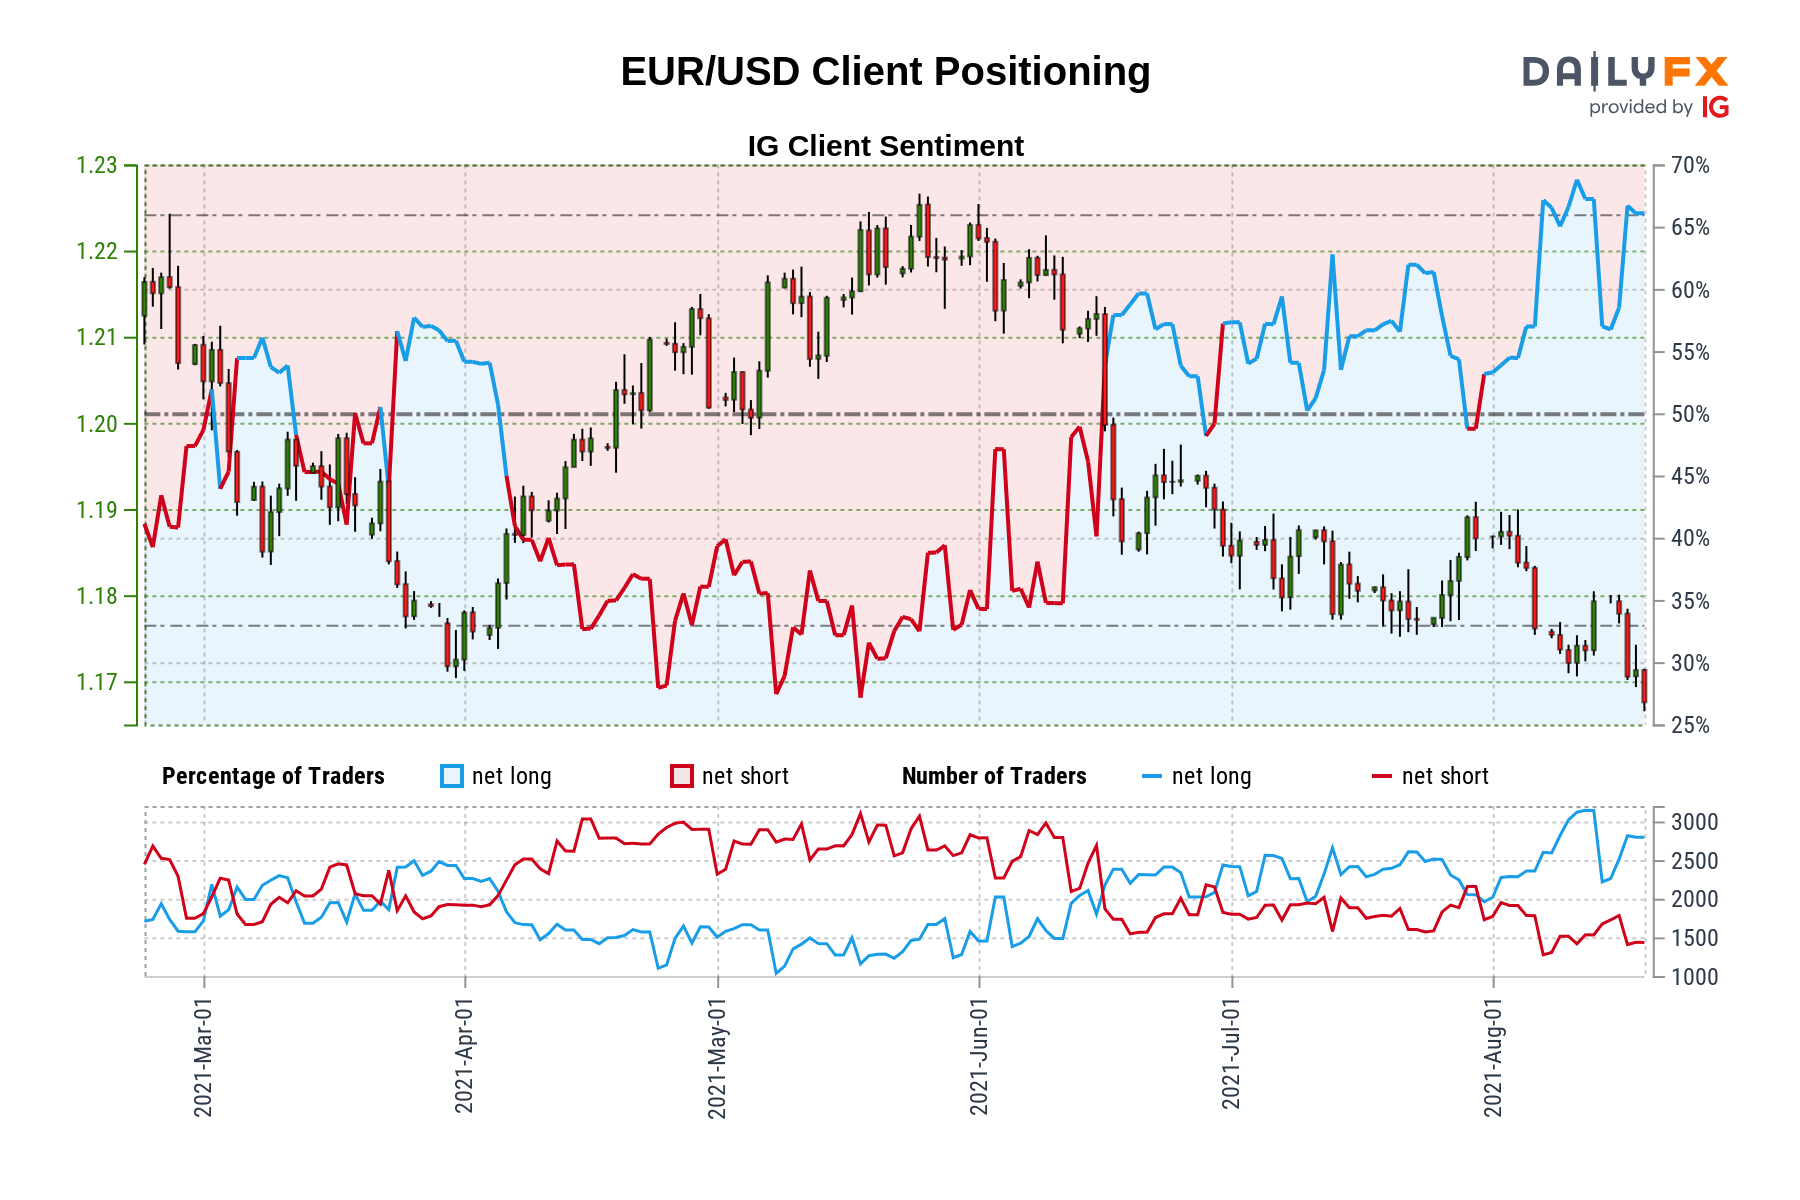 EUR/USD Client Positioning
DAILYFX
provided by IG
IG Client Sentiment
1.23
1.22
1.21
1.20
1.19
1.18
1.17
70%
65%
60%
55%
50%
45%
40%
35%
30%
25%
Percentage of Traders net long net short Number of Traders net long net short
3000
2500
2000
1500
1000
2021-Mar-01
2021-Apr-01
2021-May-01
2021-Jun-01
2021-Jul-01
2021-Aug-01